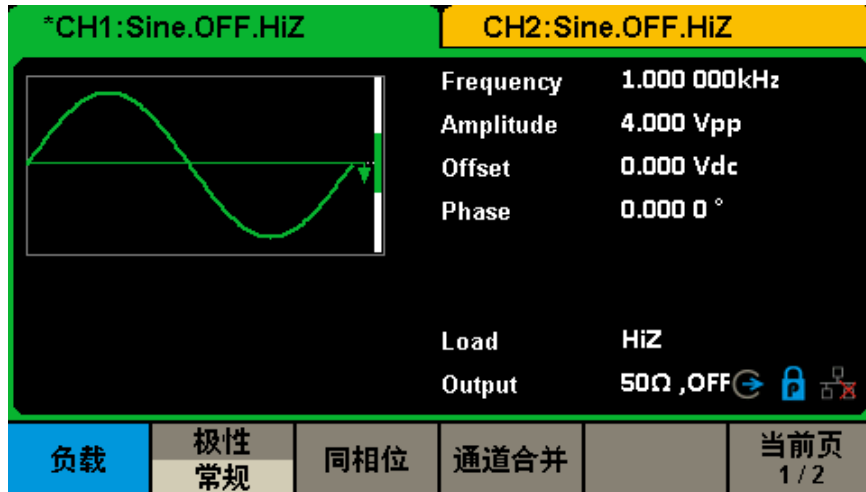 *CH1:Sine.OFF.HiZ
CH2:Sine.OFF.HiZ
Frequency 1.000 000kHz
Amplitude 4.000 Vpp
Offset 0.000 Vdc
Phase 0.000 0 °
Load HiZ
Output 50Ω ,OFF
负载
极性
常规
同相位
通道合并
当前页
1/2